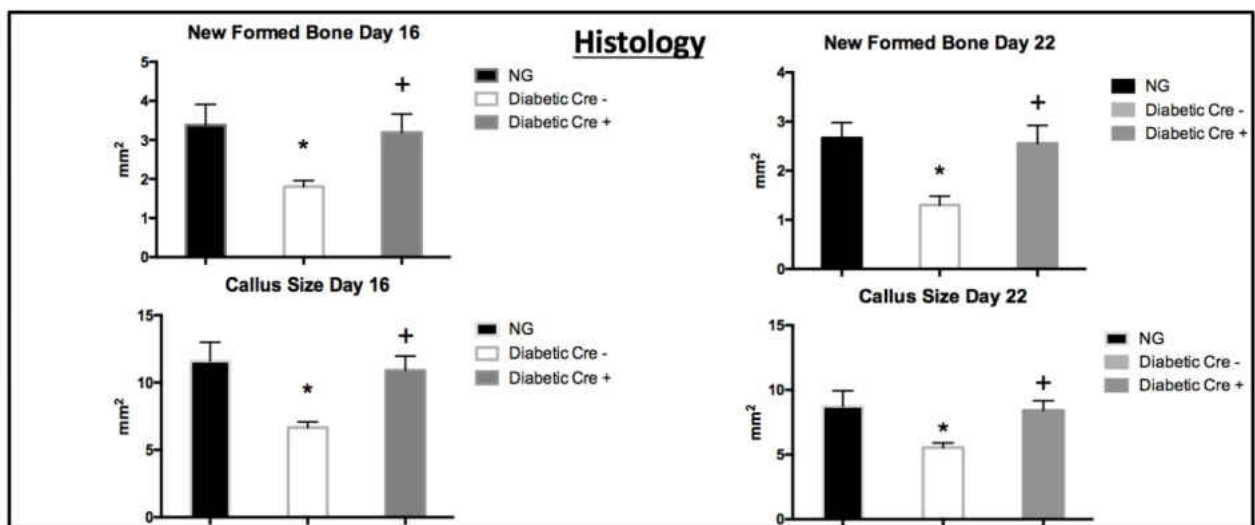 Histology
New Formed Bone Day 16
mm²
5
4
3
2
1
0
*
+
NG
Diabetic Cre -
Diabetic Cre +
New Formed Bone Day 22
mm²
4
3
2
1
0
*
+
NG
Diabetic Cre -
Diabetic Cre +
Callus Size Day 16
mm²
15
10
5
0
*
+
NG
Diabetic Cre -
Diabetic Cre +
Callus Size Day 22
mm²
15
10
5
0
*
+
NG
Diabetic Cre -
Diabetic Cre +